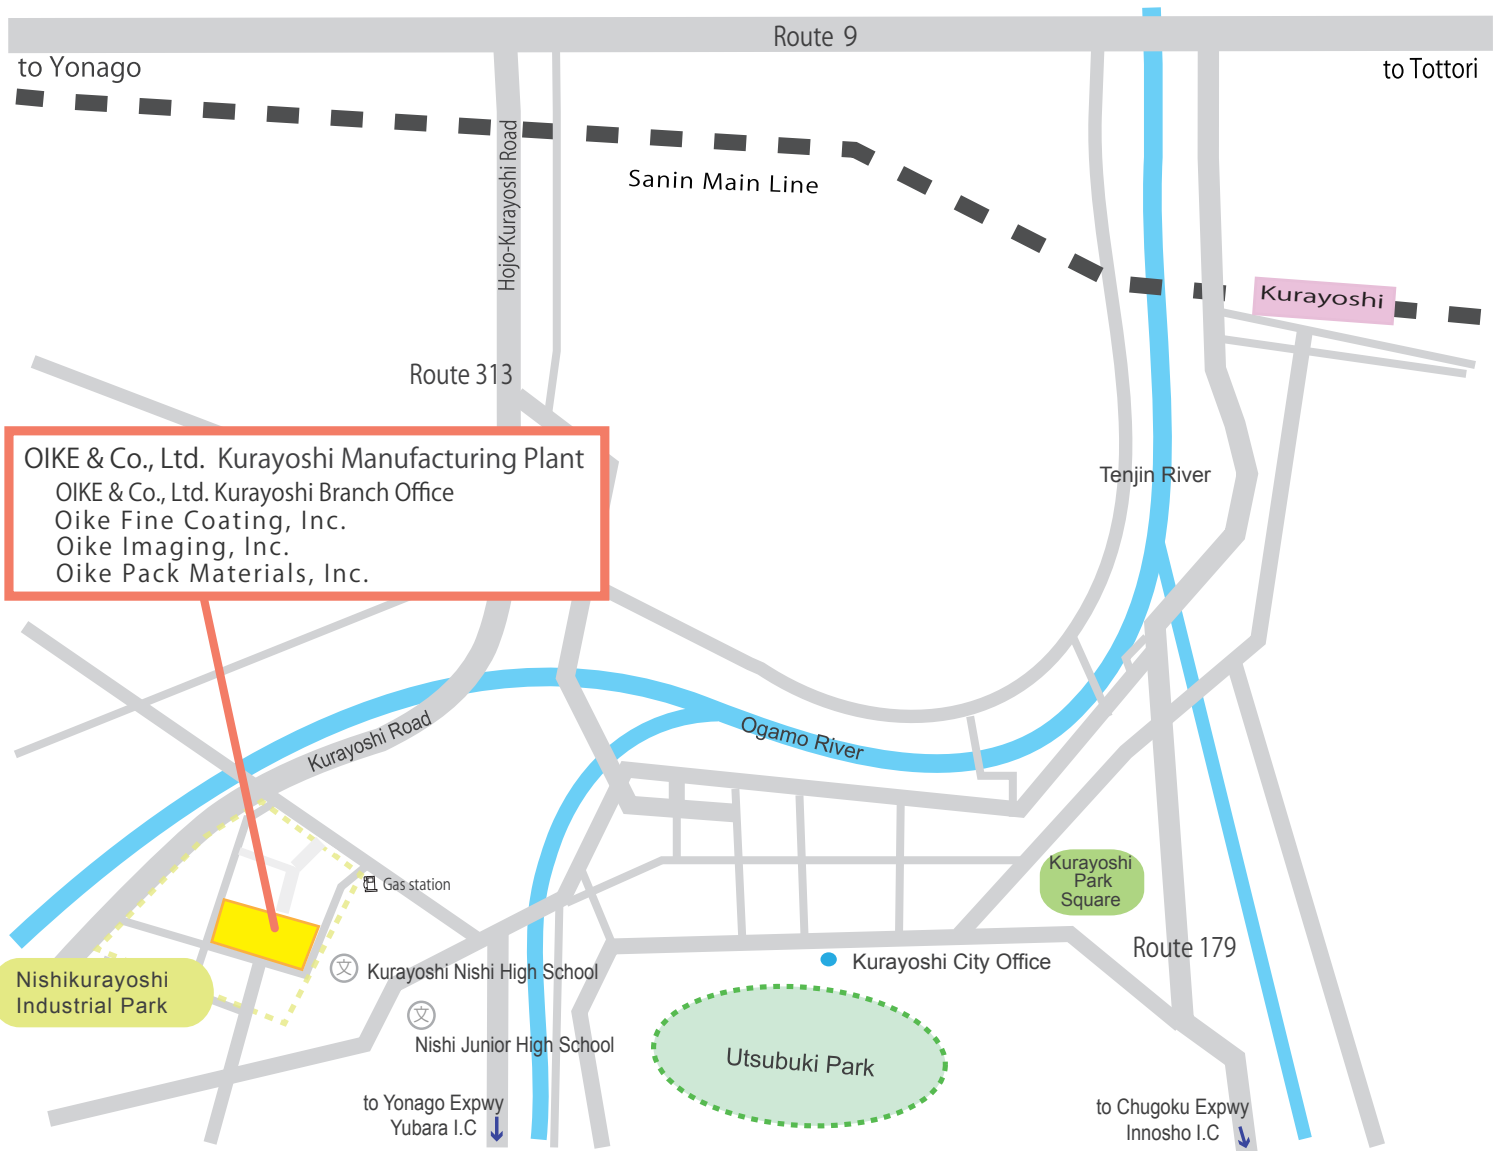 Route 9
to Yonago
to Tottori
Hojo-Kurayoshi Road
Sanin Main Line
Kurayoshi
Route 313
OIKE & Co., Ltd. Kurayoshi Manufacturing Plant
OIKE & Co., Ltd. Kurayoshi Branch Office
Oike Fine Coating, Inc.
Oike Imaging, Inc.
Oike Pack Materials, Inc.
Tenjin River
Kurayoshi Road
Ogamo River
Gas station
Kurayoshi
Park
Square
Route 179
Kurayoshi City Office
文
Kurayoshi Nishi High School
Nishikurayoshi
Industrial Park
文
Nishi Junior High School
Utsubuki Park
to Yonago Expwy
Yubara I.C
to Chugoku Expwy
Innosho I.C